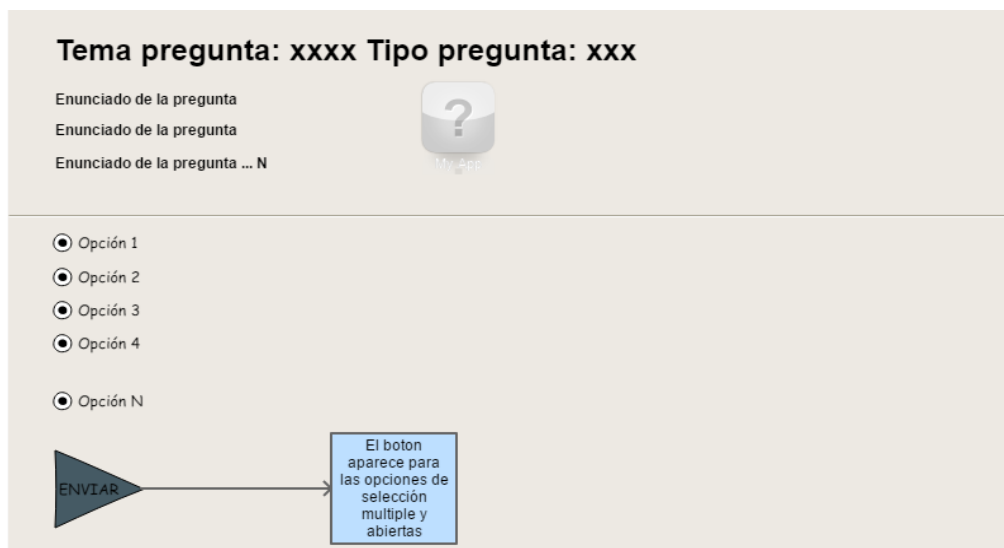 Tema pregunta: xxxx Tipo pregunta: xxx
Enunciado de la pregunta
Enunciado de la pregunta
Enunciado de la pregunta ... N
?
My App
Opción 1
Opción 2
Opción 3
Opción 4
Opción N
ENVIAR
El boton
aparece para
las opciones de
selección
multiple y
abiertas